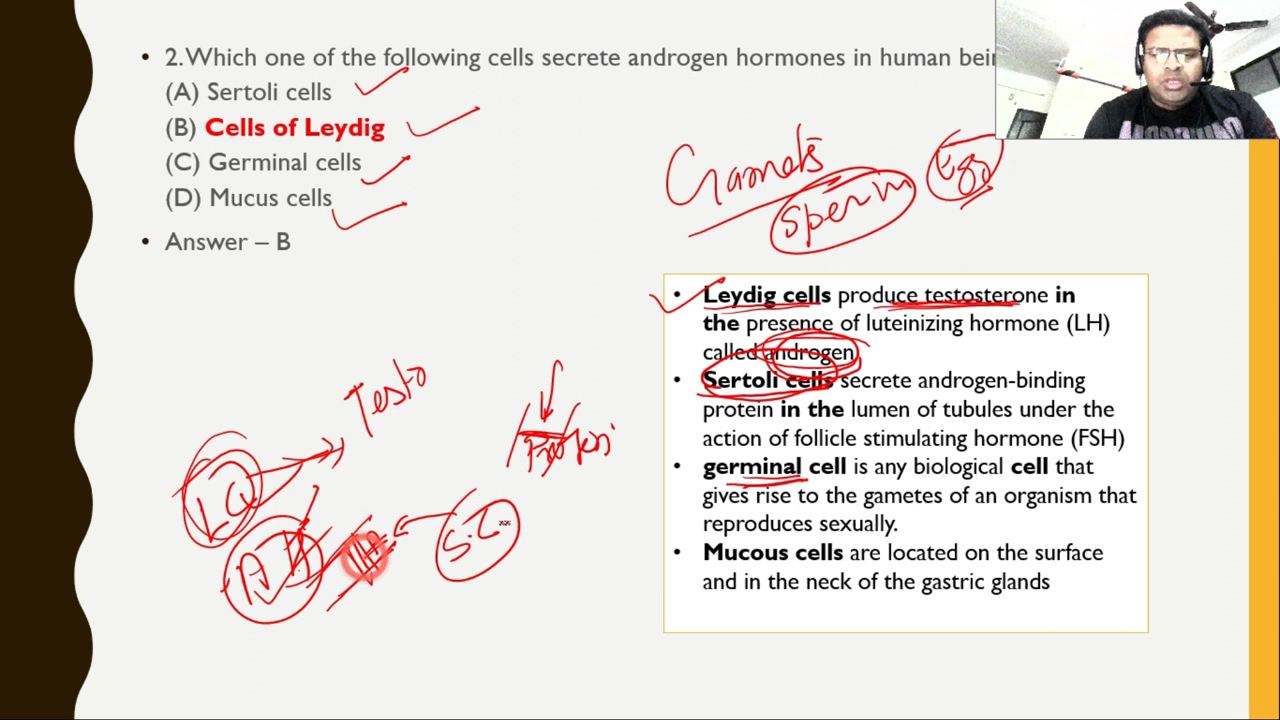 • 2.Which one of the following cells secrete androgen hormones in human bein
(A) Sertoli cells
(B) Cells of Leydig
(C) Germinal cells
(D) Mucus cells
• Answer – B
Gamets
sperm
Egg
• Leydig cells produce testosterone in
the presence of luteinizing hormone (LH)
called androgen
• Sertoli cells secrete androgen-binding
protein in the lumen of tubules under the
action of follicle stimulating hormone (FSH)
• germinal cell is any biological cell that
gives rise to the gametes of an organism that
reproduces sexually.
• Mucous cells are located on the surface
and in the neck of the gastric glands
Testo
LC
S.C